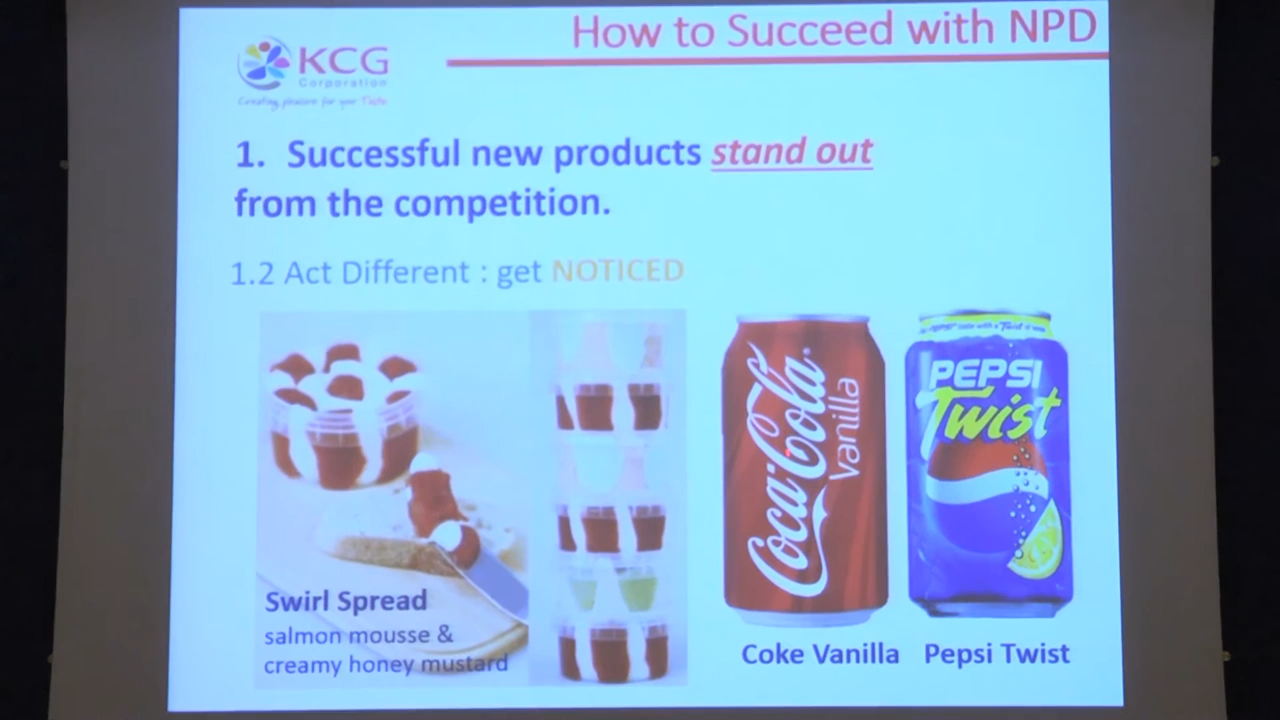 How to Succeed with NPD
KCG
Corporation
Creating pleasure for your Taste
1. Successful new products stand out
from the competition.
1.2 Act Different : get NOTICED
Coca-Cola
vanilla
PEPSI
Twist
Swirl Spread
salmon mousse &
creamy honey mustard
Coke Vanilla Pepsi Twist